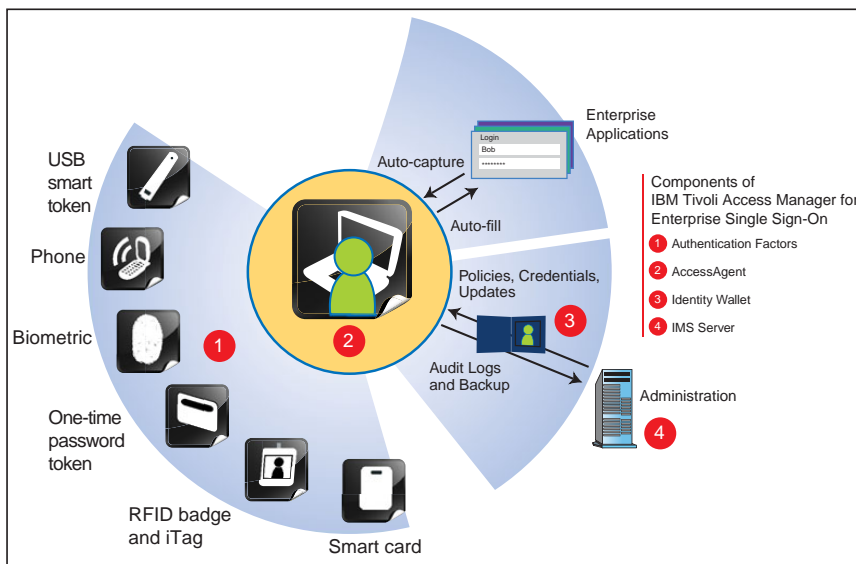 Enterprise
Applications
Login
Bob
********
Auto-capture
Auto-fill
USB
smart
token
Phone
Biometric
1
One-time
password
token
RFID badge
and iTag
Smart card
2
Policies, Credentials,
Updates
3
Audit Logs
and Backup
Administration
4
Components of
IBM Tivoli Access Manager for
Enterprise Single Sign-On
1 Authentication Factors
2 AccessAgent
3 Identity Wallet
4 IMS Server